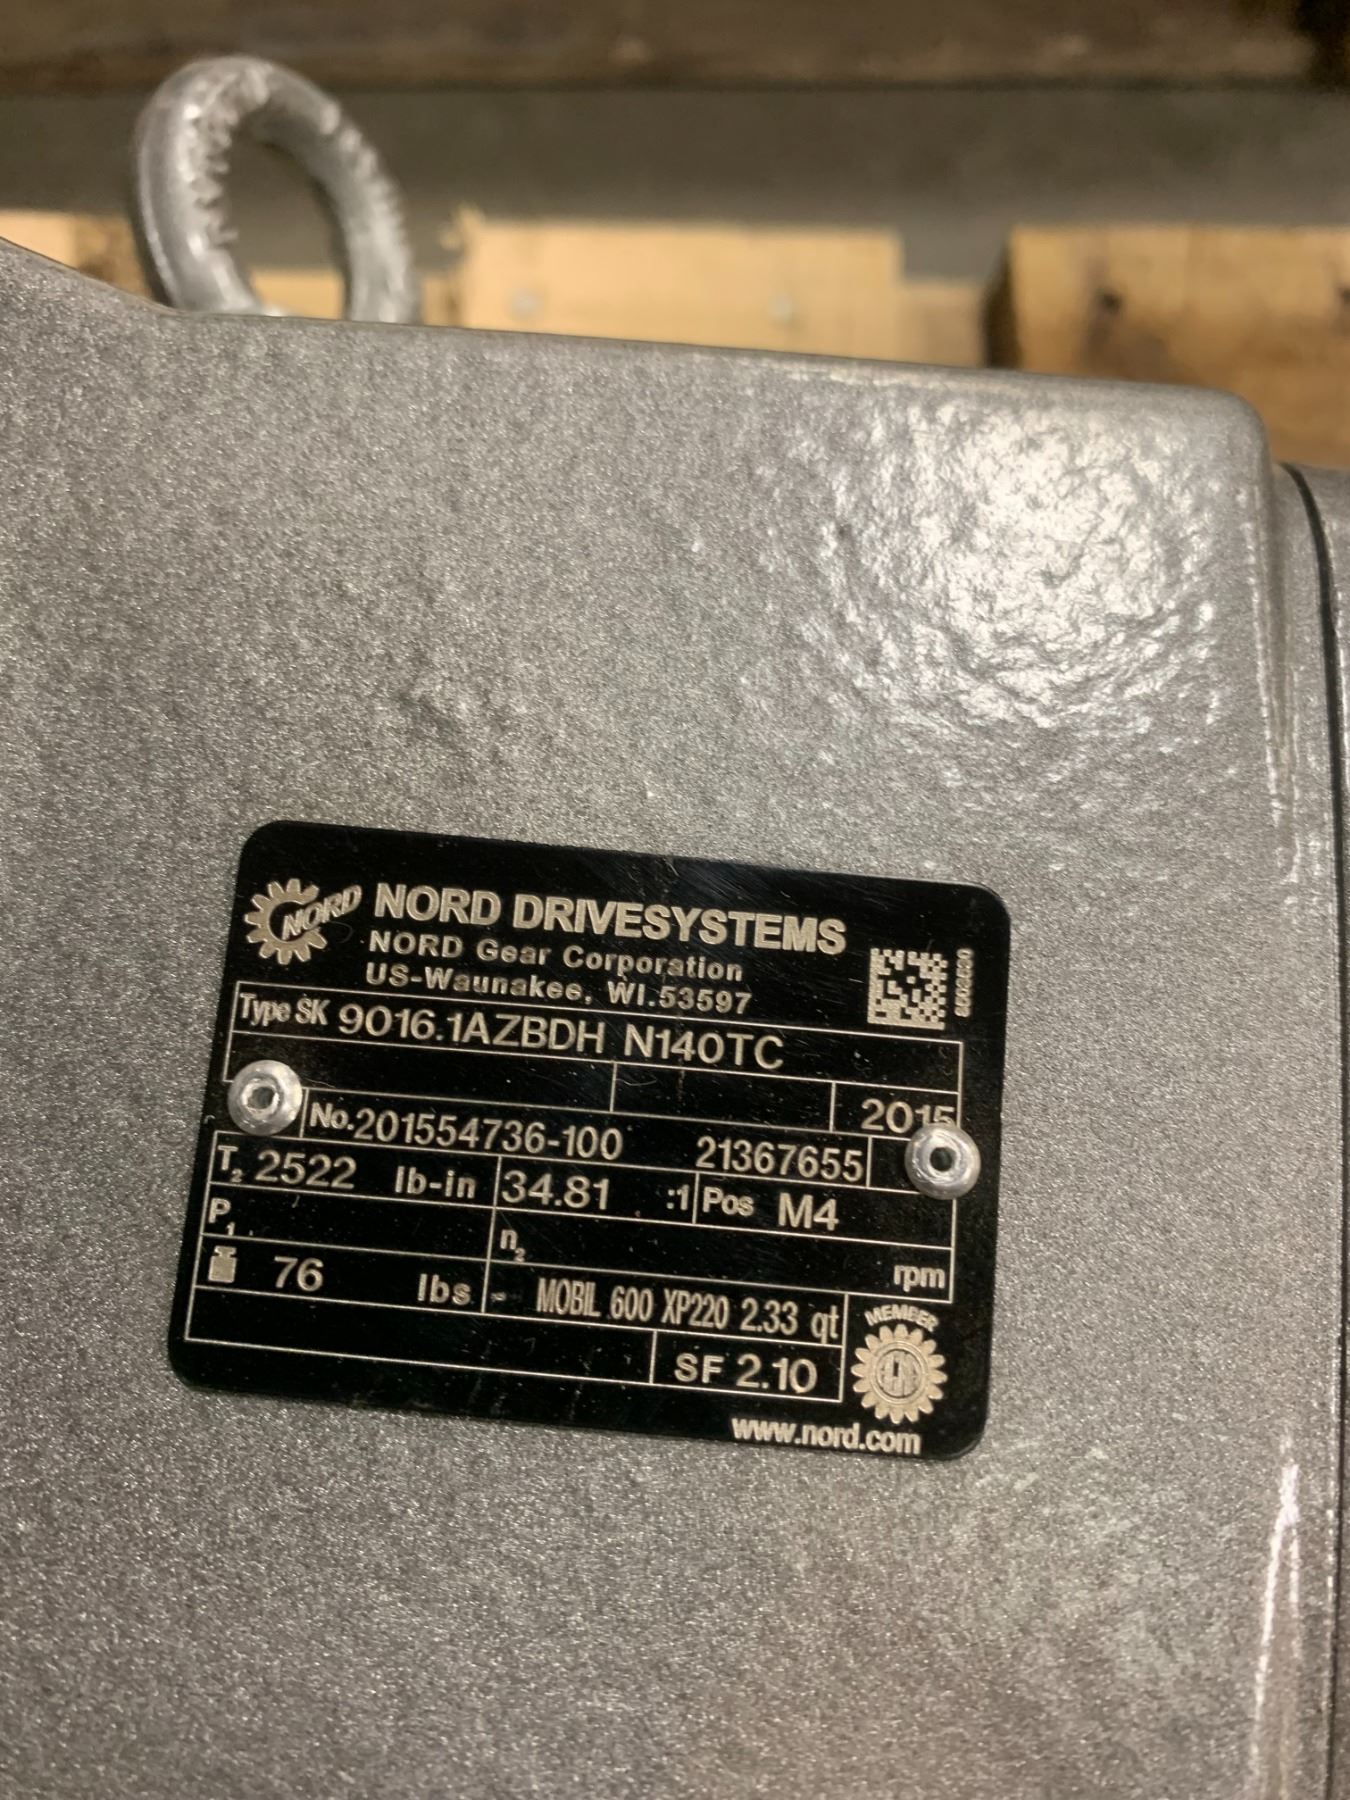 NORD
NORD DRIVESYSTEMS
NORD Gear Corporation
US-Waunakee, WI.53597
Type SK 9016.1AZBDH N140TC
2015
No.201554736-100 21367655
T2 2522 lb-in 34.81 :1 Pos M4
P1 n2 rpm
76 lbs - MOBIL 600 XP220 2.33 qt
MEMBER
SF 2.10
www.nord.com